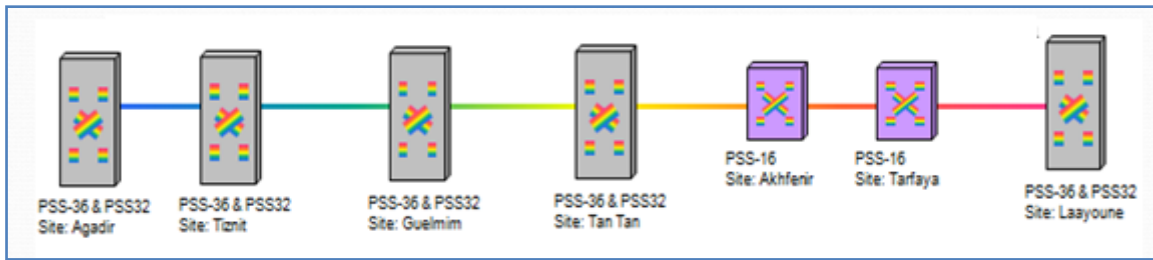 PSS-36 & PSS32
Site: Agadir
PSS-36 & PSS32
Site: Tiznit
PSS-36 & PSS32
Site: Guelmim
PSS-36 & PSS32
Site: Tan Tan
PSS-16
Site: Akhfenir
PSS-16
Site: Tarfaya
PSS-36 & PSS32
Site: Laayoune